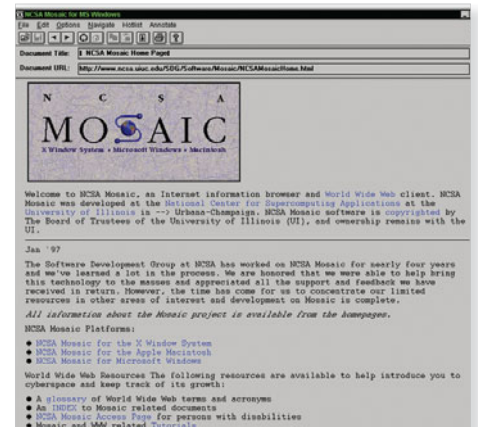 NCSA Mosaic for MS Windows
File Edit Options Navigate Hotlist Annotate
Document Title: NCSA Mosaic Home Page
Document URL: http://www.ncsa.uiuc.edu/SDG/Software/Mosaic/NCSAMosaicHome.html
N C S A
MOSAIC
X Window System • Microsoft Windows • Macintosh
Welcome to NCSA Mosaic, an Internet information browser and World Wide Web client. NCSA
Mosaic was developed at the National Center for Supercomputing Applications at the
University of Illinois in --> Urbana-Champaign. NCSA Mosaic software is copyrighted by
The Board of Trustees of the University of Illinois (UI), and ownership remains with the
UI.
Jan '97
The Software Development Group at NCSA has worked on NCSA Mosaic for nearly four years
and we've learned a lot in the process. We are honored that we were able to help bring
this technology to the masses and appreciated all the support and feedback we have
received in return. However, the time has come for us to concentrate our limited
resources in other areas of interest and development on Mosaic is complete.
All information about the Mosaic project is available from the homepages.
NCSA Mosaic Platforms:
● NCSA Mosaic for the X Window System
● NCSA Mosaic for the Apple Macintosh
● NCSA Mosaic for Microsoft Windows
World Wide Web Resources The following resources are available to help introduce you to
cyberspace and keep track of its growth:
● A glossary of World Wide Web terms and acronyms
● An INDEX to Mosaic related documents
● NCSA Mosaic Access Page for persons with disabilities
● Mosaic and WWW related Tutorials